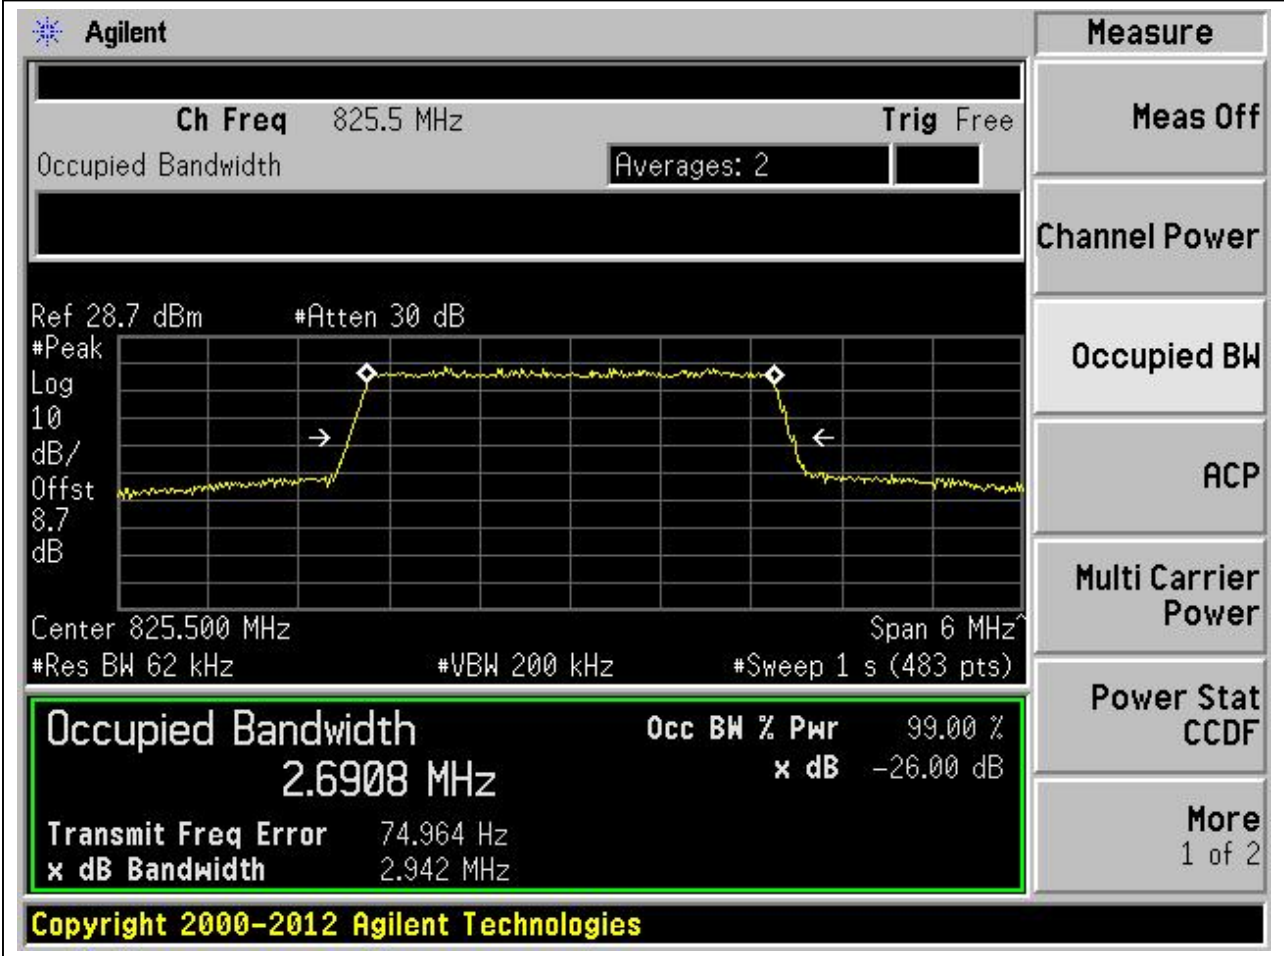 Agilent
Measure
Ch Freq 825.5 MHz Trig Free
Occupied Bandwidth Averages: 2
Meas Off
Channel Power
Ref 28.7 dBm #Atten 30 dB
#Peak
Log
10
dB/
Offst
8.7
dB
Occupied BW
ACP
Center 825.500 MHz Span 6 MHz^
#Res BW 62 kHz #VBW 200 kHz #Sweep 1 s (483 pts)
Multi Carrier
Power
Occupied Bandwidth Occ BW % Pwr 99.00 %
2.6908 MHz x dB -26.00 dB
Transmit Freq Error 74.964 Hz
x dB Bandwidth 2.942 MHz
Power Stat
CCDF
More
1 of 2
Copyright 2000-2012 Agilent Technologies